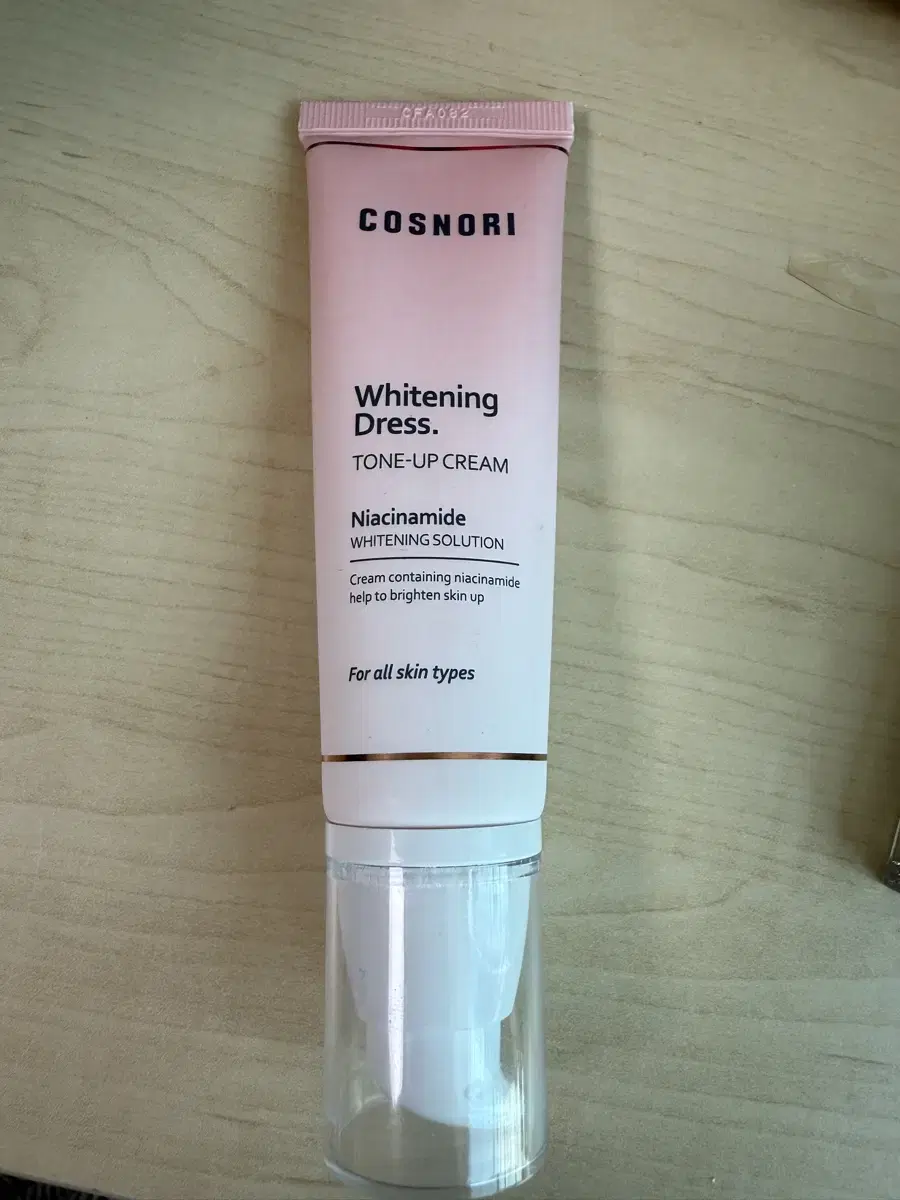 CFA082
COSNORI
Whitening
Dress.
TONE-UP CREAM
Niacinamide
WHITENING SOLUTION
Cream containing niacinamide
help to brighten skin up
For all skin types